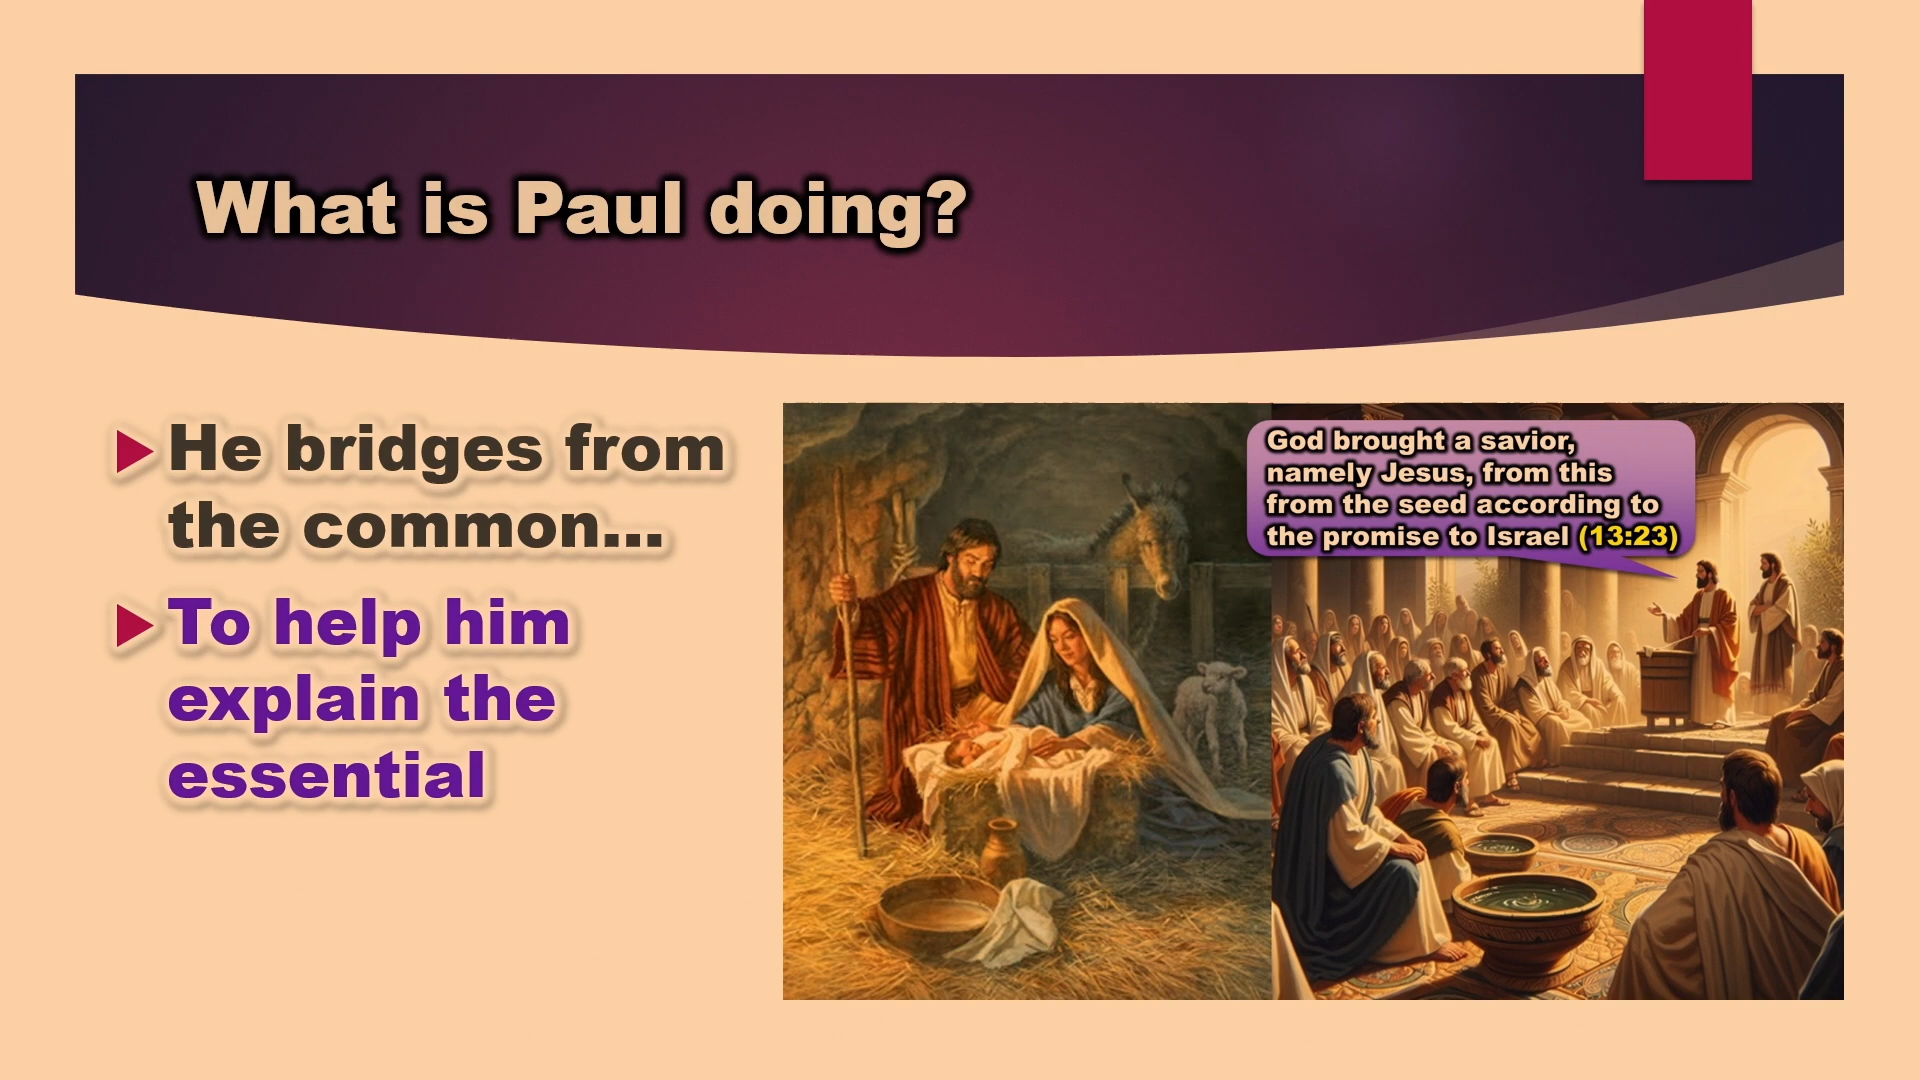 What is Paul doing?
He bridges from
the common...
To help him
explain the
essential
God brought a savior,
namely Jesus, from this
from the seed according to
the promise to Israel (13:23)